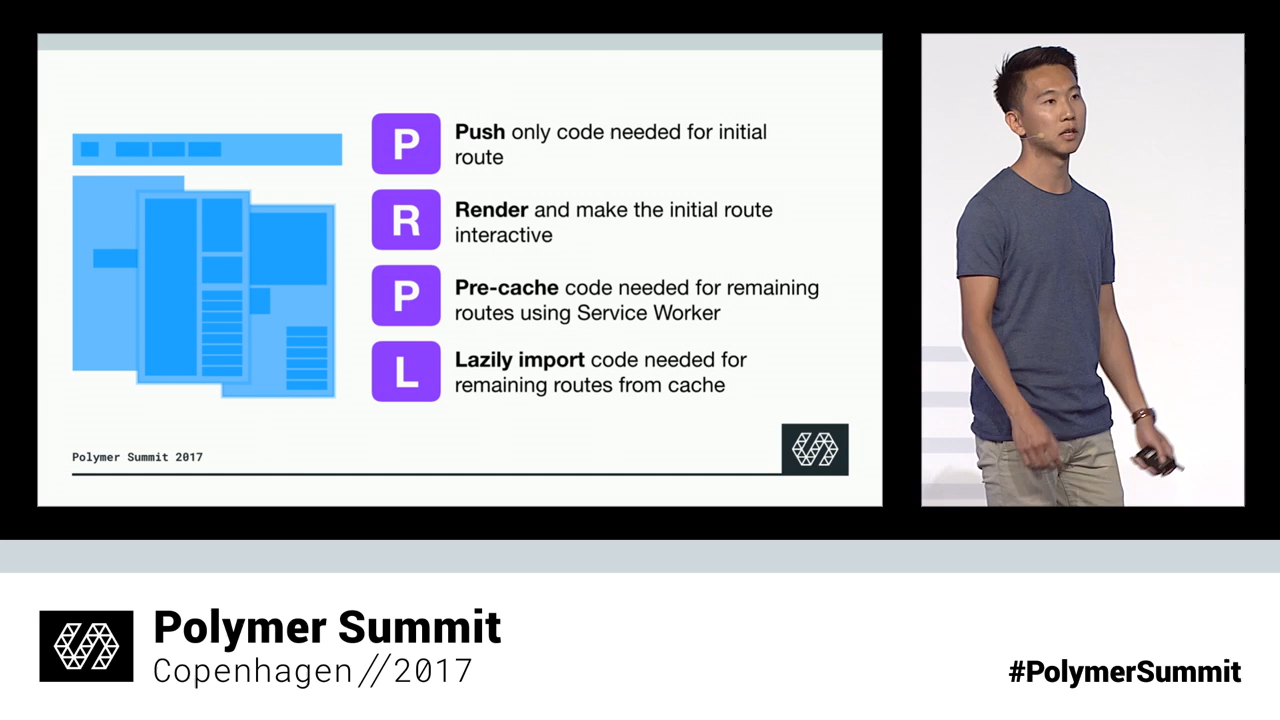 P
Push only code needed for initial
route
R
Render and make the initial route
interactive
P
Pre-cache code needed for remaining
routes using Service Worker
L
Lazily import code needed for
remaining routes from cache
Polymer Summit 2017
Polymer Summit
Copenhagen//2017
#PolymerSummit